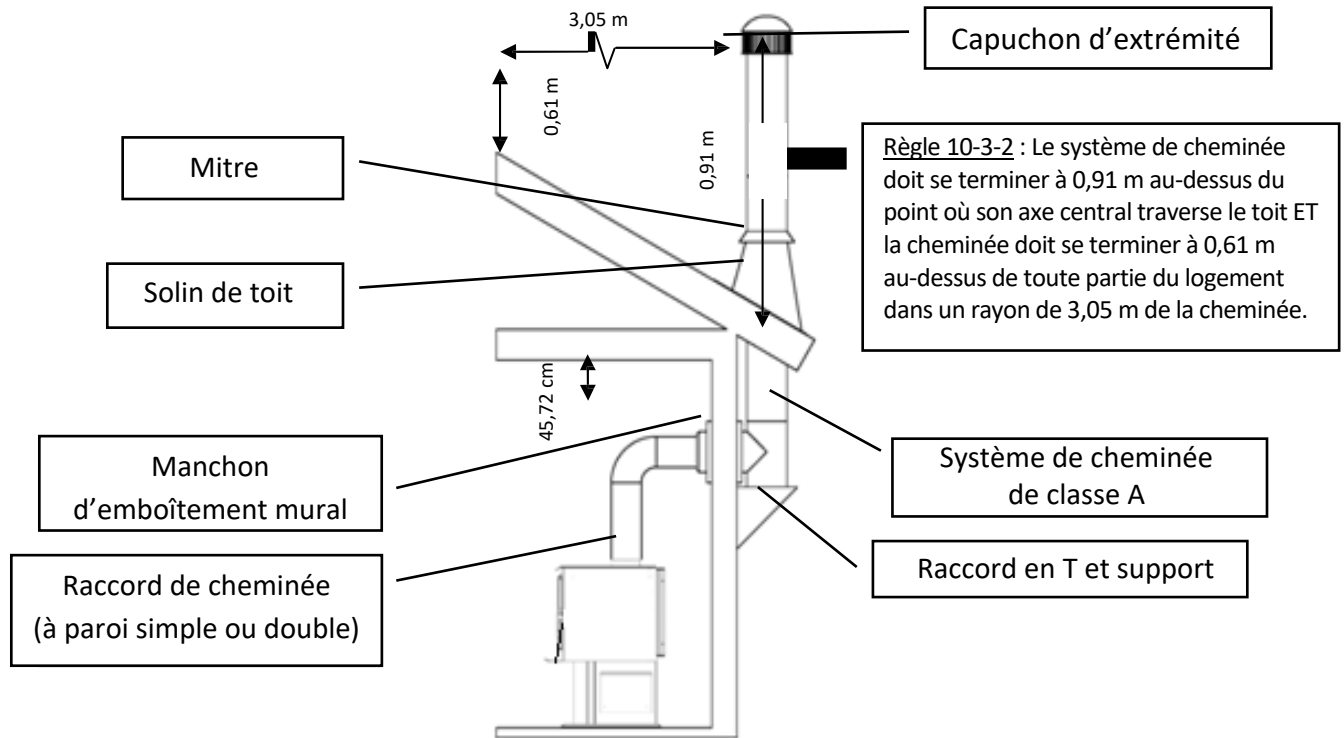 3,05 m
Capuchon d’extrémité
0,61 m
0,91 m
Mitre
Règle 10-3-2 : Le système de cheminée
doit se terminer à 0,91 m au-dessus du
point où son axe central traverse le toit ET
la cheminée doit se terminer à 0,61 m
au-dessus de toute partie du logement
dans un rayon de 3,05 m de la cheminée.
Solin de toit
45,72 cm
Manchon
d’emboîtement mural
Système de cheminée
de classe A
Raccord de cheminée
(à paroi simple ou double)
Raccord en T et support